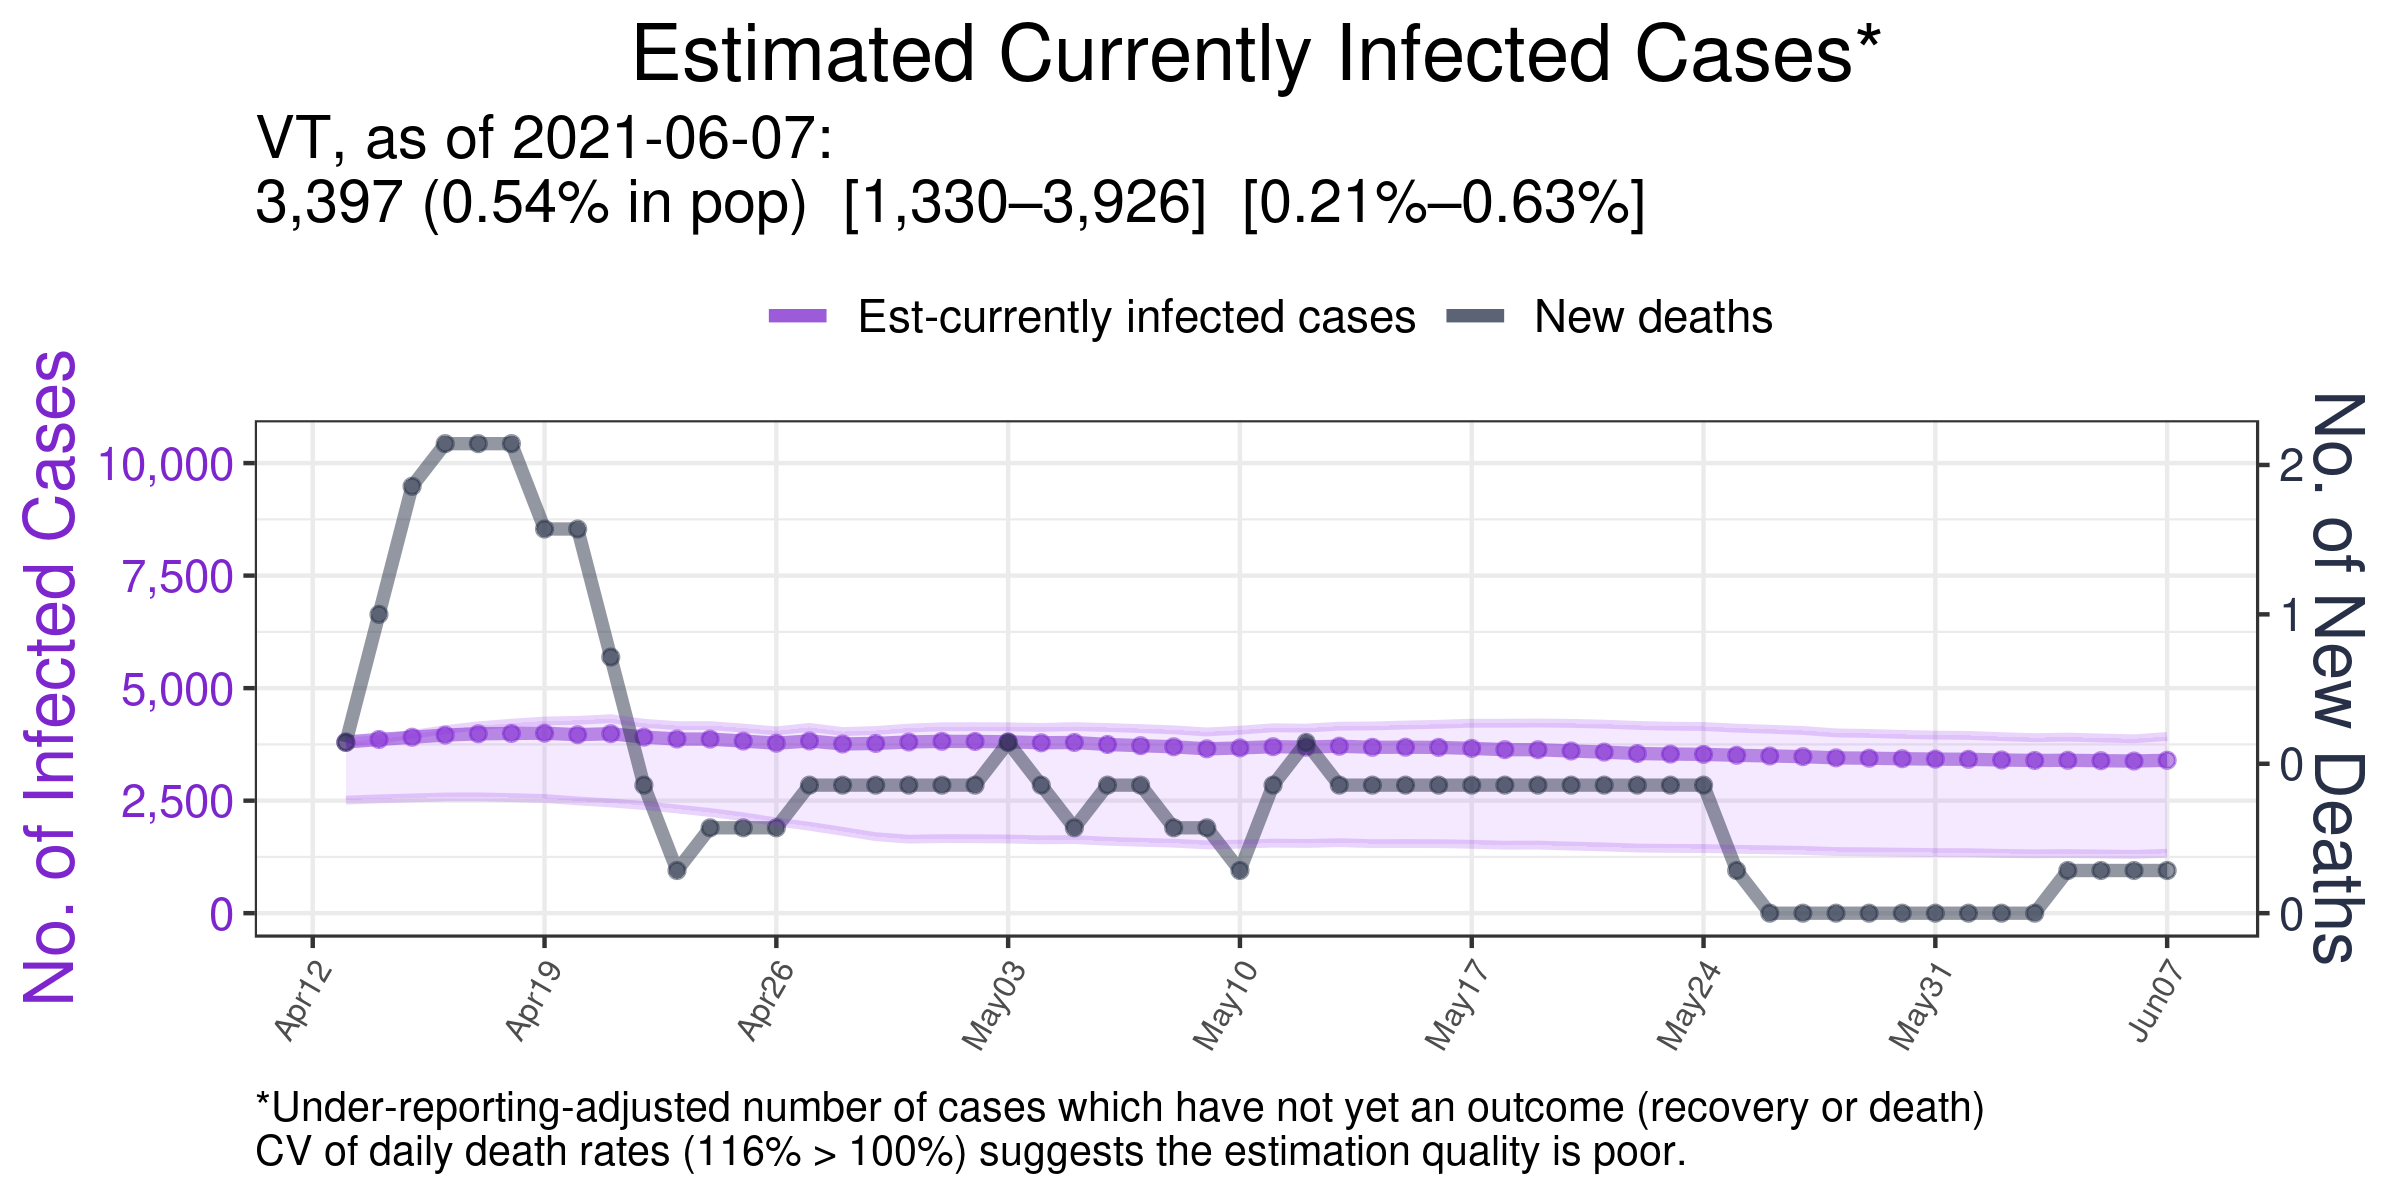 Estimated Currently Infected Cases*
VT, as of 2021-06-07:
3,397 (0.54% in pop)  [1,330–3,926]  [0.21%–0.63%]
Est-currently infected cases
New deaths
No. of Infected Cases
10,000
7,500
5,000
2,500
0
2
1
0
0
No. of New Deaths
Apr12
Apr19
Apr26
May03
May10
May17
May24
May31
Jun07
*Under-reporting-adjusted number of cases which have not yet an outcome (recovery or death)
CV of daily death rates (116% > 100%) suggests the estimation quality is poor.